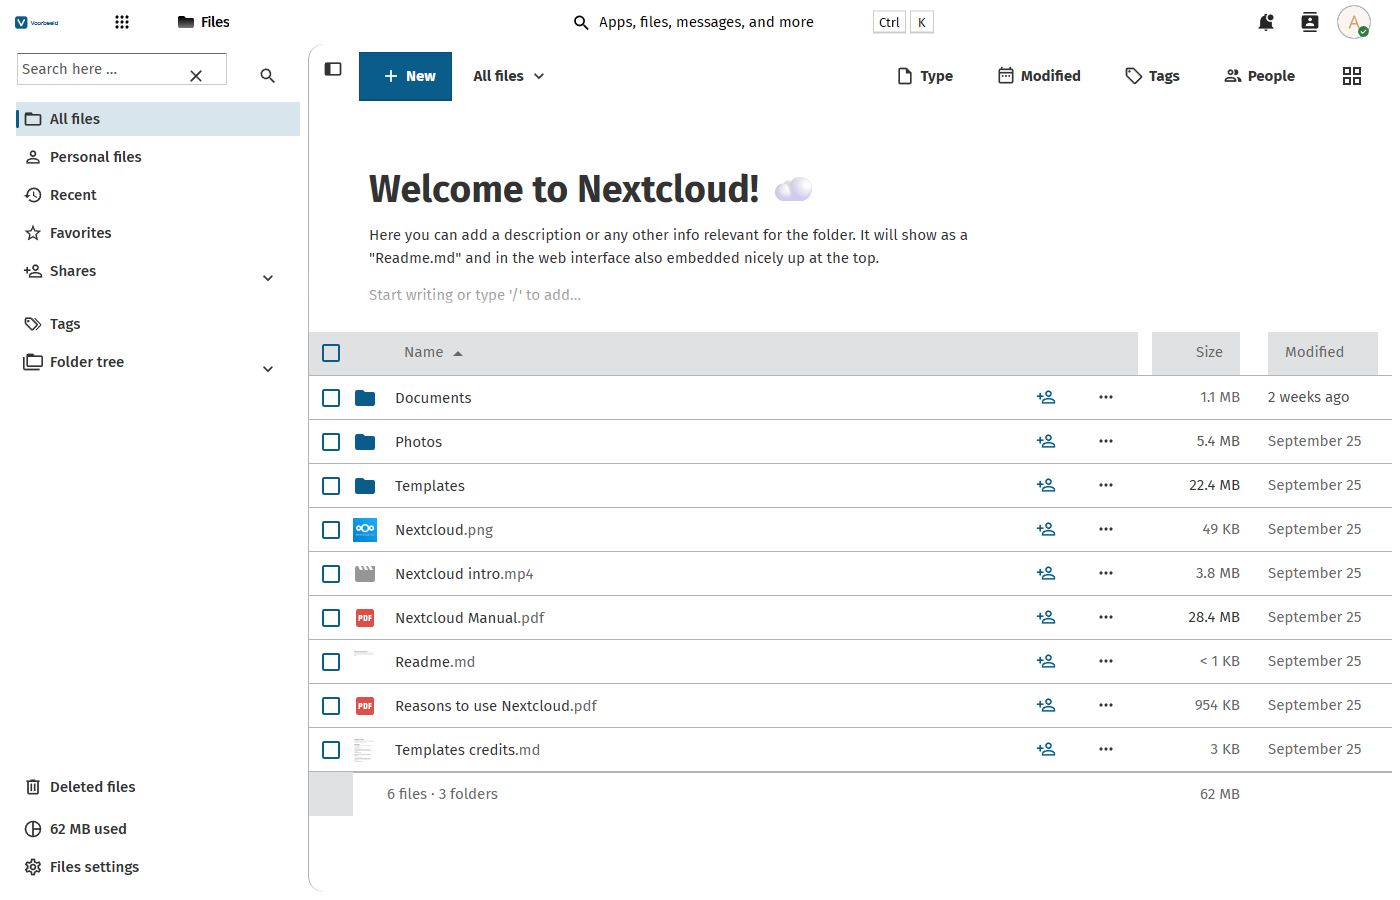 Voorbeeld
Files
Apps, files, messages, and more
Ctrl K
Search here ...
All files
Personal files
Recent
Favorites
Shares
Tags
Folder tree
Deleted files
62 MB used
Files settings
New
All files
Type
Modified
Tags
People
A
Welcome to Nextcloud!
Here you can add a description or any other info relevant for the folder. It will show as a
"Readme.md" and in the web interface also embedded nicely up at the top.
Start writing or type '/' to add...
Name Size Modified
Documents 1.1 MB 2 weeks ago
Photos 5.4 MB September 25
Templates 22.4 MB September 25
Nextcloud.png 49 KB September 25
Nextcloud intro.mp4 3.8 MB September 25
PDF Nextcloud Manual.pdf 28.4 MB September 25
Readme.md < 1 KB September 25
PDF Reasons to use Nextcloud.pdf 954 KB September 25
Templates credits.md 3 KB September 25
6 files · 3 folders 62 MB